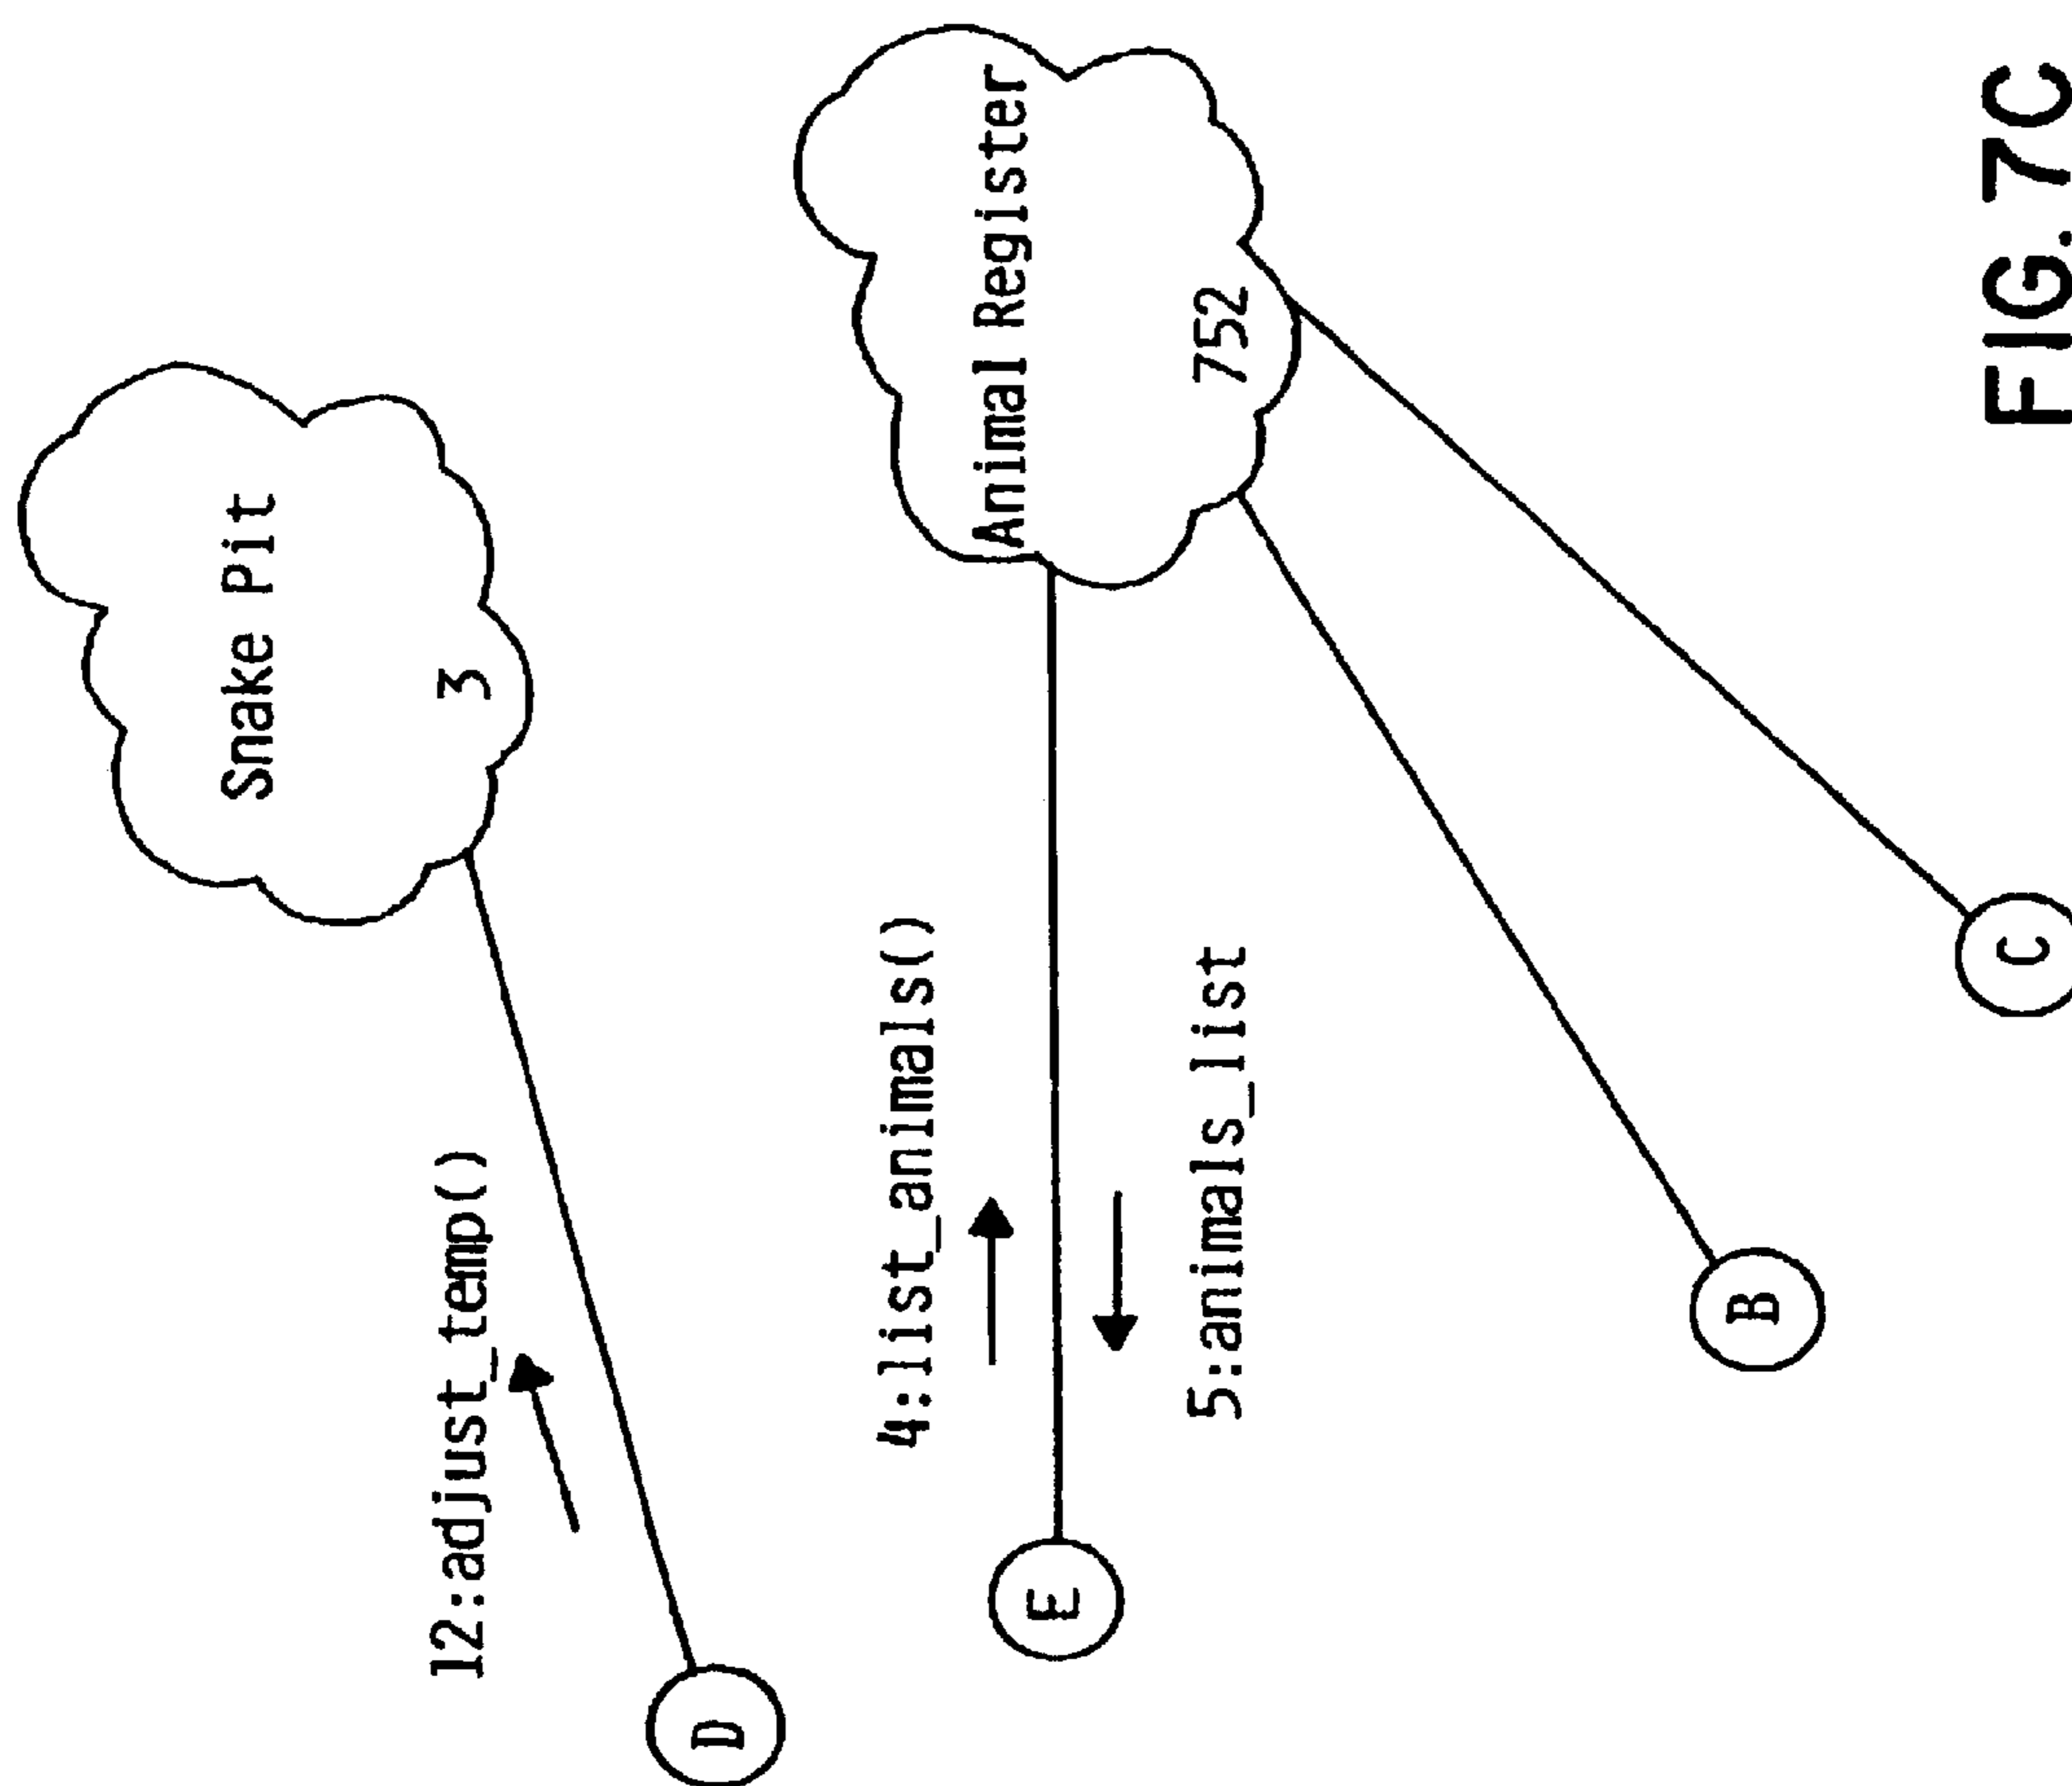 Snake Pit
3
12:adjust_temp()
D
4:list_animals()
Animal Register
E
5:animals_list
752
B
C
FIG. 7C